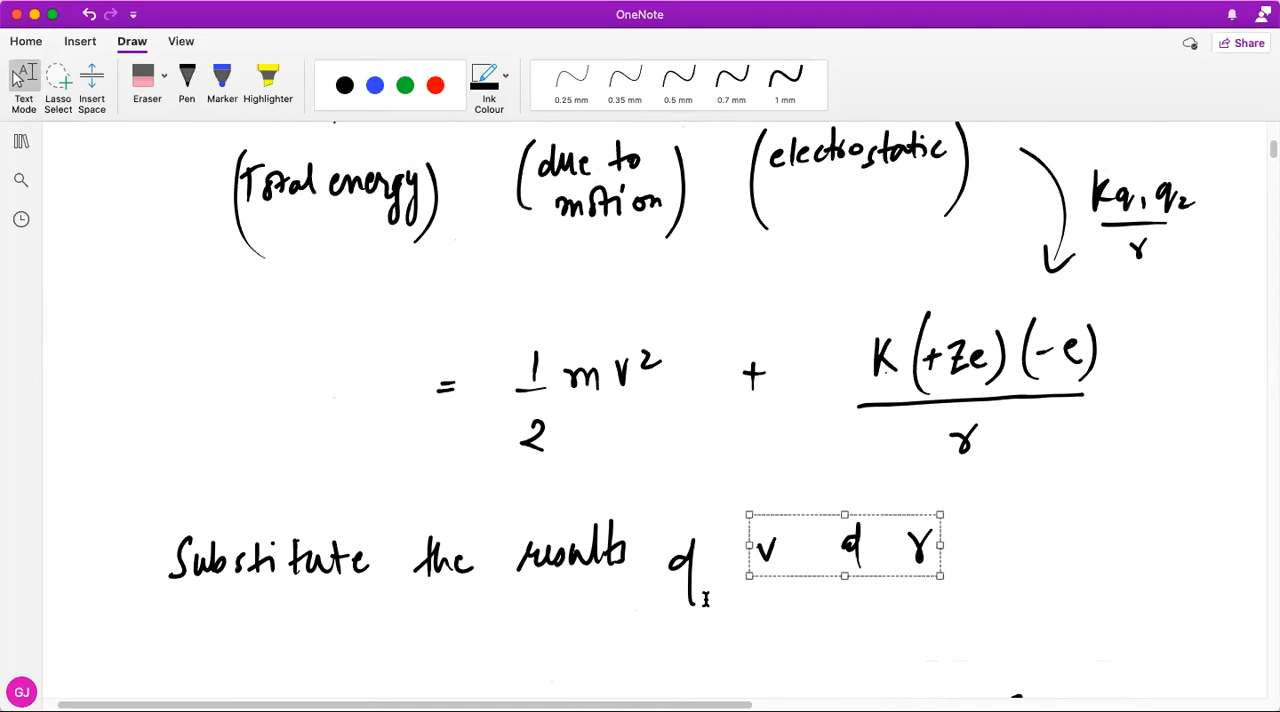 OneNote
Home Insert Draw View
Share
Text Mode
Lasso Select
Insert Space
Eraser
Pen
Marker
Highlighter
Ink Colour
0.25 mm
0.35 mm
0.5 mm
0.7 mm
1 mm
(Total energy) (due to motion) (electrostatic) Kq₁q₂/r
= 1/2 mv² + K(+Ze)(-e)/r
Substitute the results of v & r
GJ